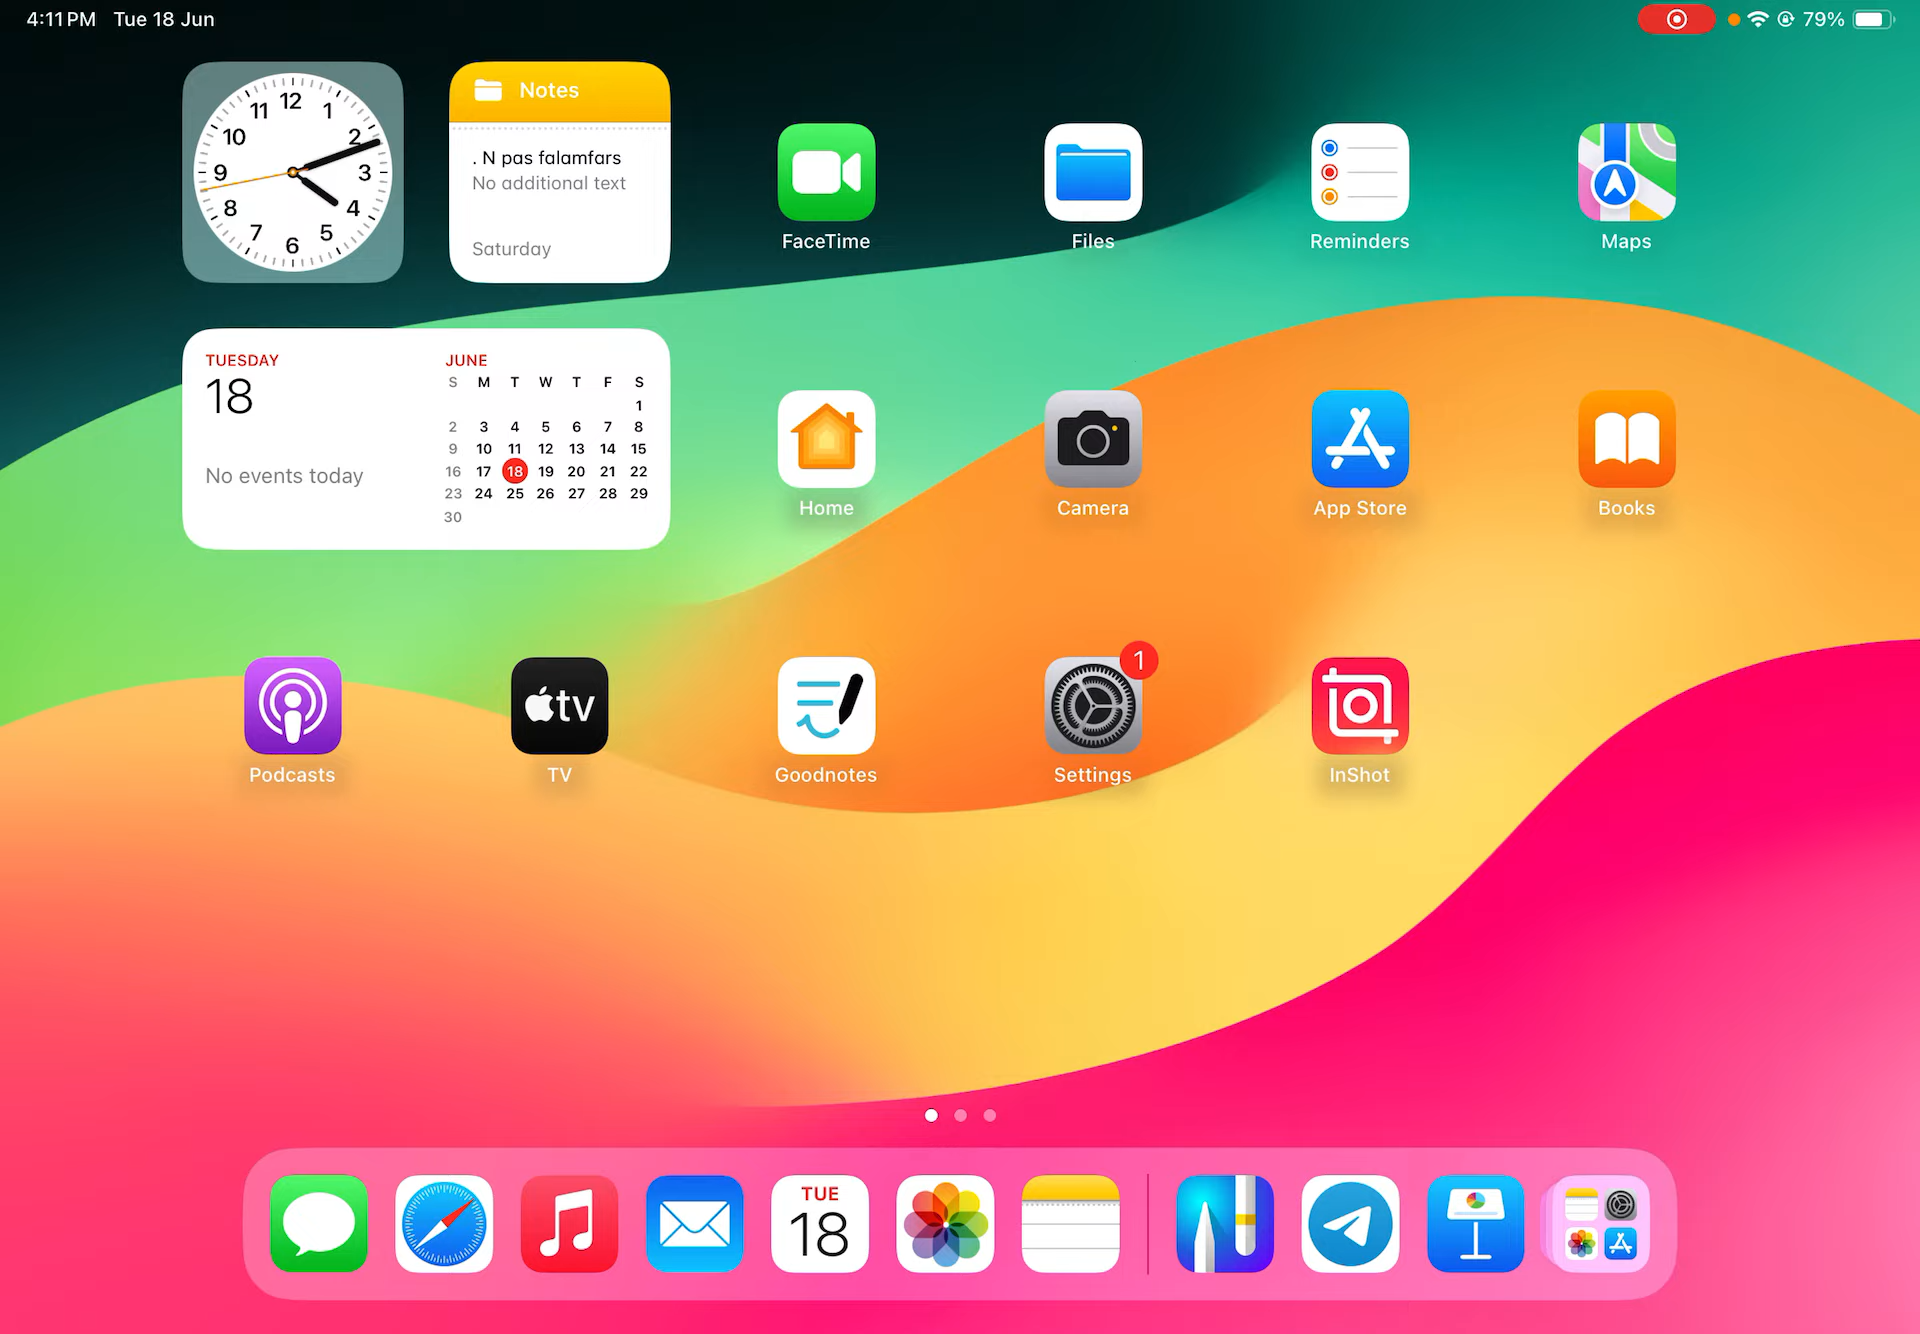 4:11 PM Tue 18 Jun
79%
12
1
2
3
4
5
6
7
8
9
10
11
Notes
. N pas falamfars
No additional text
Saturday
FaceTime
Files
Reminders
Maps
TUESDAY
18
No events today
JUNE
S M T W T F S
1
2 3 4 5 6 7 8
9 10 11 12 13 14 15
16 17 18 19 20 21 22
23 24 25 26 27 28 29
30
Home
Camera
App Store
Books
tv
1
Podcasts
TV
Goodnotes
Settings
InShot
TUE
18